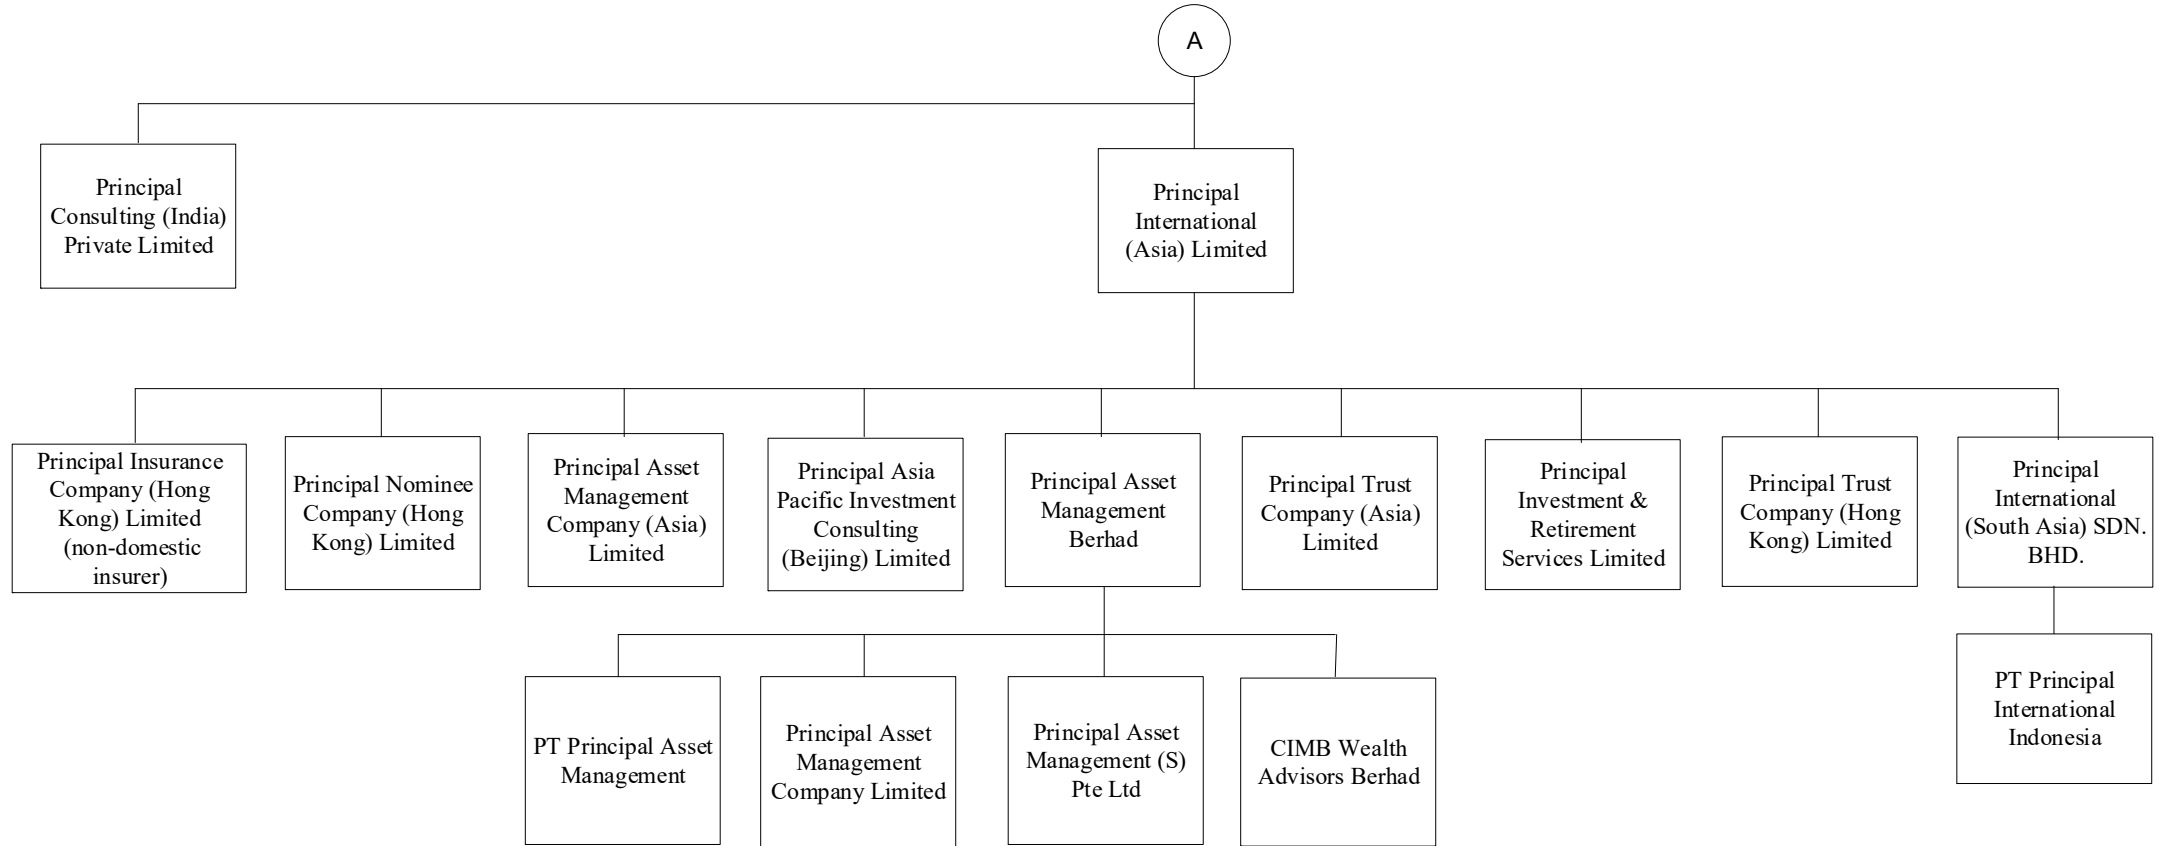 A
Principal
Consulting (India)
Private Limited
Principal
International
(Asia) Limited
Principal Insurance
Company (Hong
Kong) Limited
(non-domestic
insurer)
Principal Nominee
Company (Hong
Kong) Limited
Principal Asset
Management
Company (Asia)
Limited
Principal Asia
Pacific Investment
Consulting
(Beijing) Limited
Principal Asset
Management
Berhad
Principal Trust
Company (Asia)
Limited
Principal
Investment &
Retirement
Services Limited
Principal Trust
Company (Hong
Kong) Limited
Principal
International
(South Asia) SDN.
BHD.
PT Principal Asset
Management
Principal Asset
Management
Company Limited
Principal Asset
Management (S)
Pte Ltd
CIMB Wealth
Advisors Berhad
PT Principal
International
Indonesia